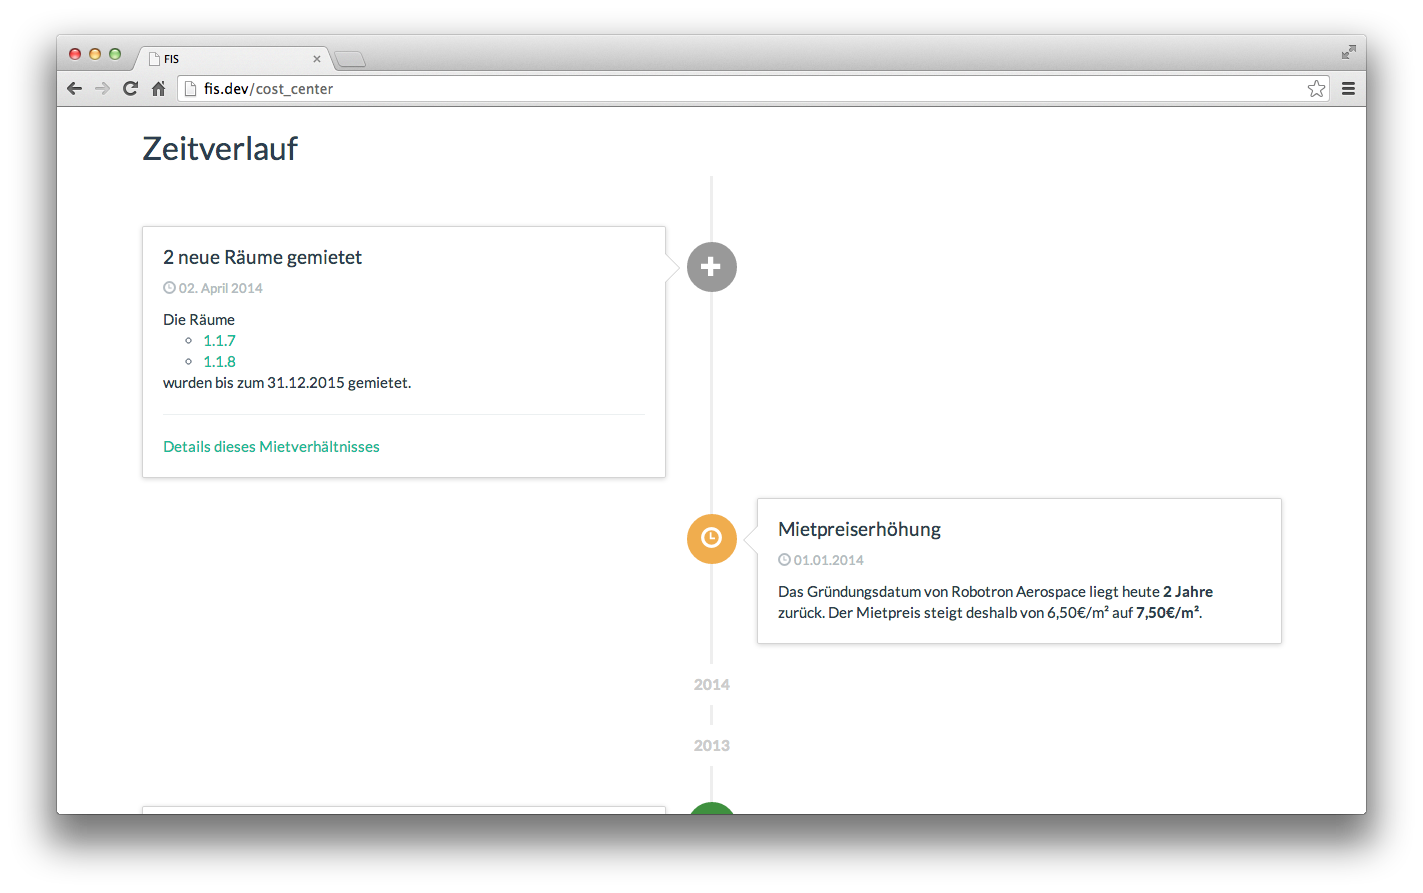 FIS
fis.dev/cost_center
Zeitverlauf
2 neue Räume gemietet
02. April 2014
Die Räume
1.1.7
1.1.8
wurden bis zum 31.12.2015 gemietet.
Details dieses Mietverhältnisses
Mietpreiserhöhung
01.01.2014
Das Gründungsdatum von Robotron Aerospace liegt heute 2 Jahre
zurück. Der Mietpreis steigt deshalb von 6,50€/m² auf 7,50€/m².
2014
2013